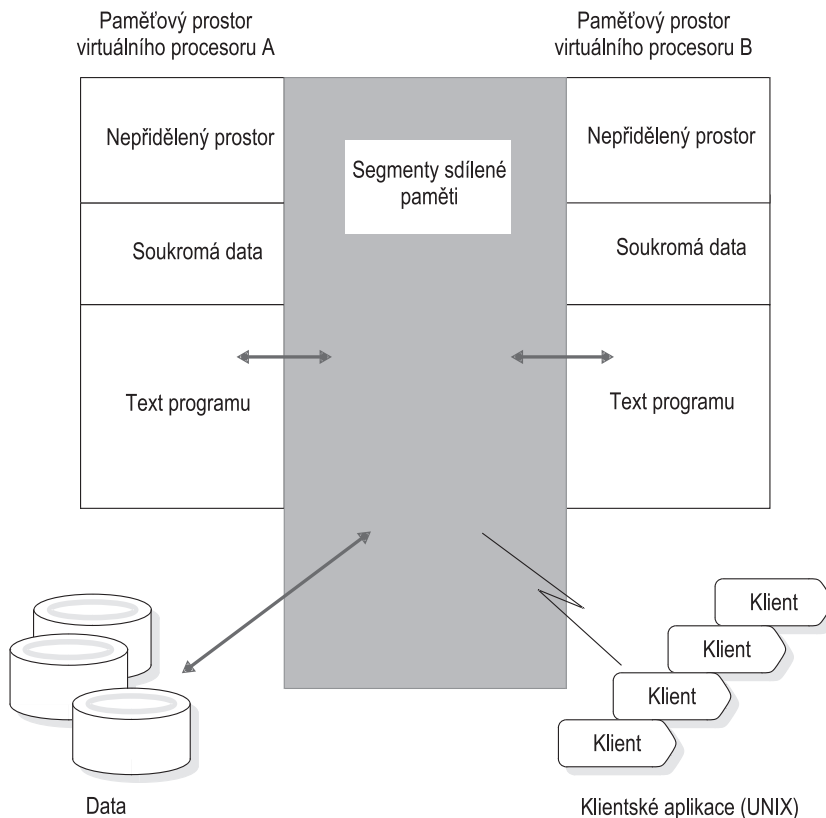 Paměťový prostor
virtuálního procesoru A
Paměťový prostor
virtuálního procesoru B
Nepřidělený prostor
Segmenty sdílené
paměti
Nepřidělený prostor
Soukromá data
Soukromá data
Text programu
Text programu
Klient
Klient
Klient
Klient
Data
Klientské aplikace (UNIX)